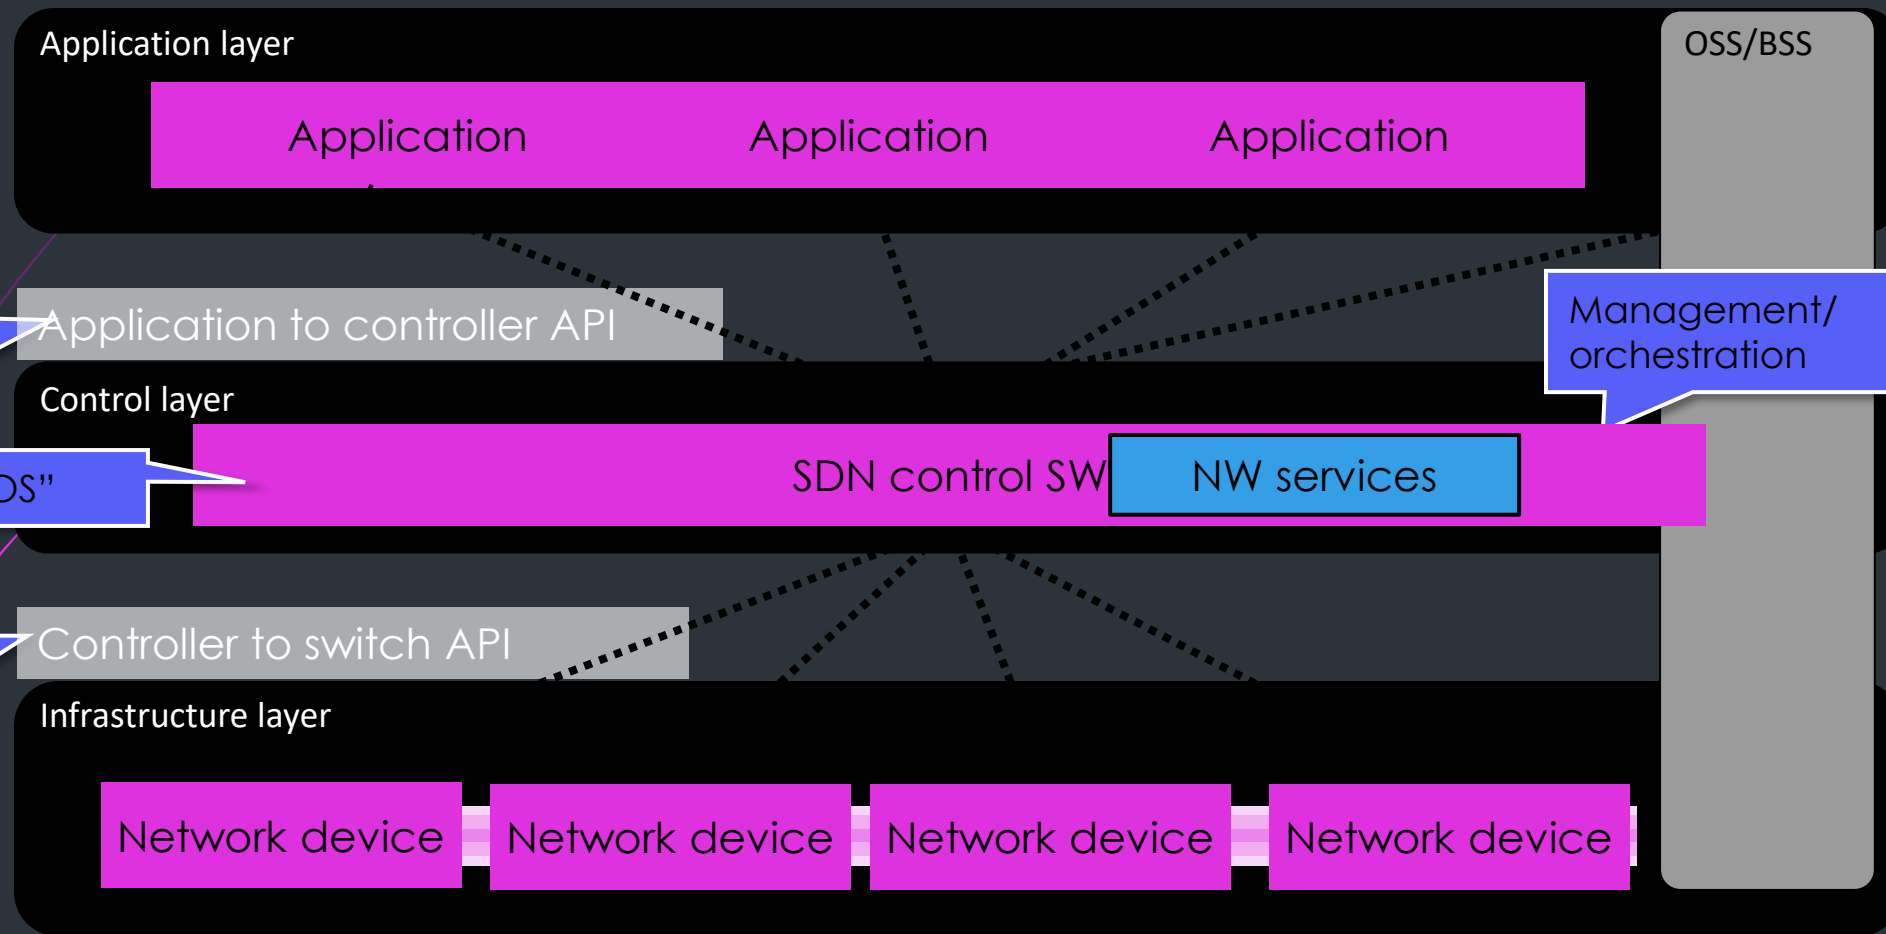 Application layer
OSS/BSS
Application Application Application
Application to controller API
Management/
orchestration
Control layer
OS”
SDN control SW NW services
Controller to switch API
Infrastructure layer
Network device Network device Network device Network device